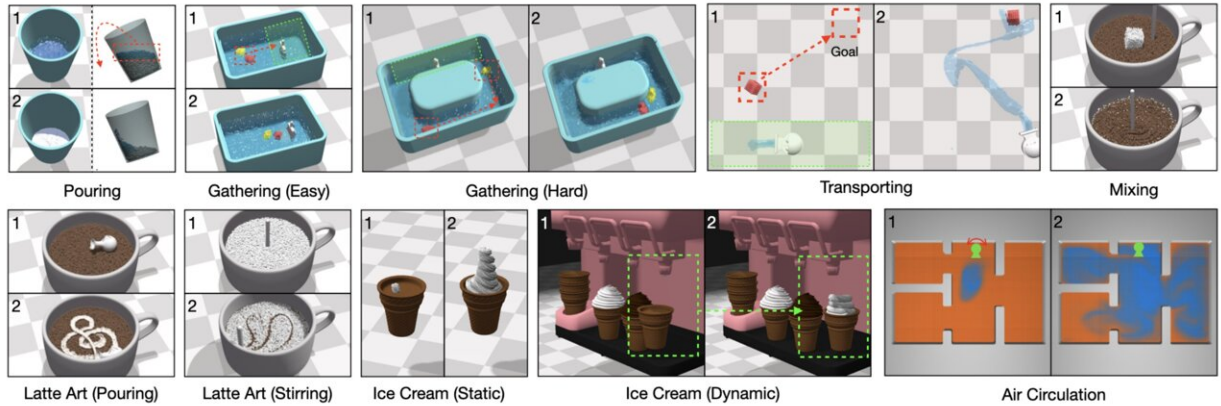 1
2
Pouring
1
2
Gathering (Easy)
1
2
Gathering (Hard)
1
Goal
2
Transporting
1
2
Mixing
1
2
Latte Art (Pouring)
1
2
Latte Art (Stirring)
1
2
Ice Cream (Static)
1
2
Ice Cream (Dynamic)
1
2
Air Circulation